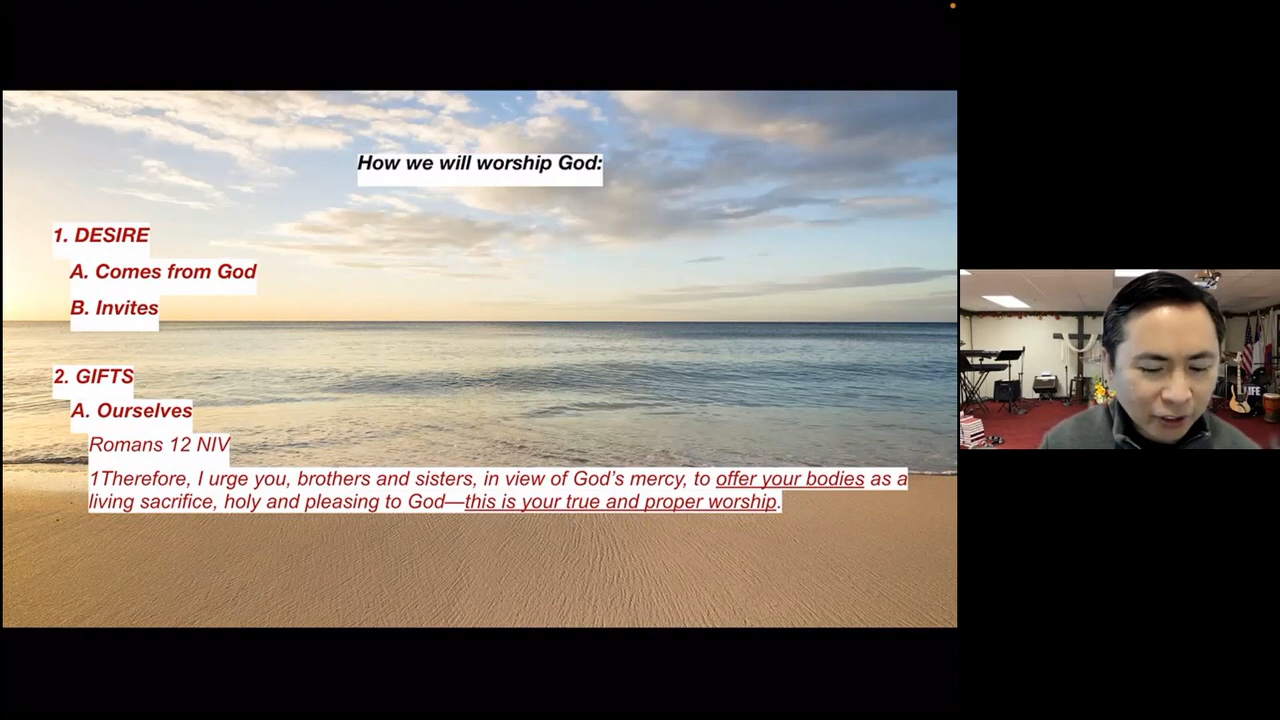 How we will worship God:
1. DESIRE
A. Comes from God
B. Invites
2. GIFTS
A. Ourselves
Romans 12 NIV
1Therefore, I urge you, brothers and sisters, in view of God’s mercy, to offer your bodies as a
living sacrifice, holy and pleasing to God—this is your true and proper worship.
IFE